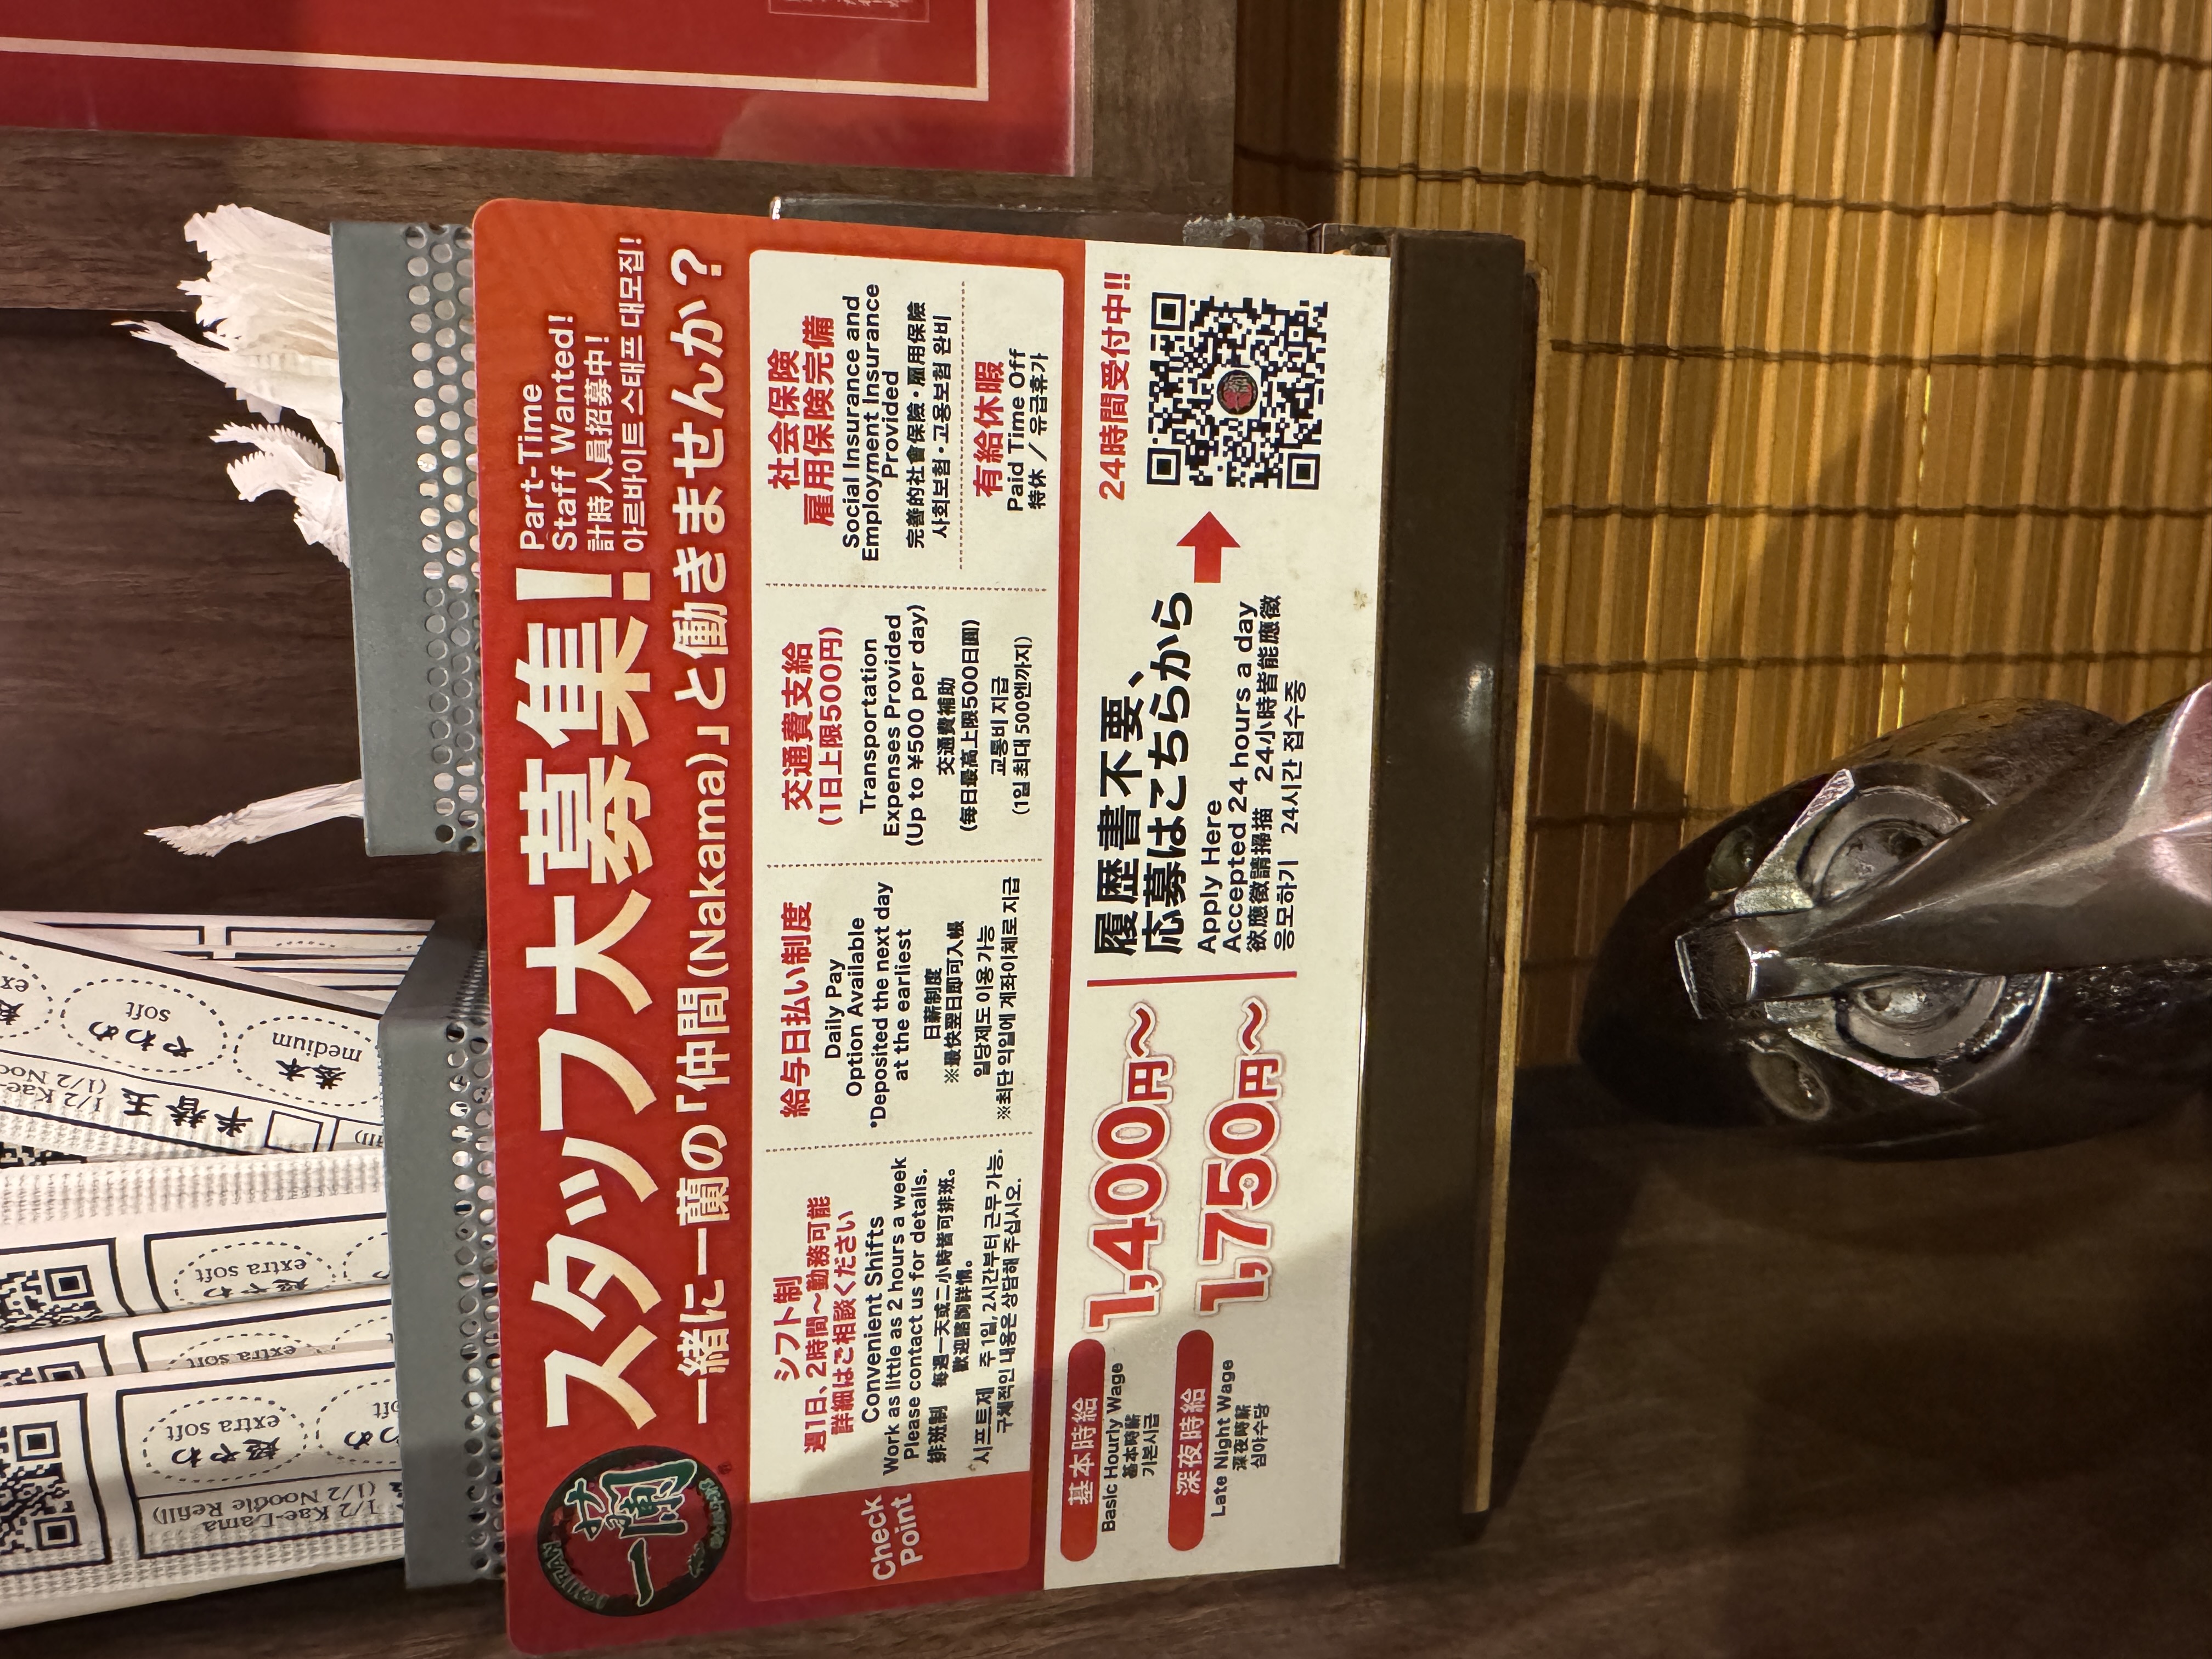 1/2 Kae-Dama
(1/2 Noodle Refill)
超やわ
extra soft
extra soft
超やわ
extra soft
半替玉
1/2 Kae-
(1/2 Noo
やわめ
soft
基本
medium
ICHIRAN
一蘭
スタッフ大募集!
Part-Time
Staff Wanted!
計時人員招募中!
아르바이트 스태프 대모집!
一緒に一蘭の「仲間(Nakama)」と働きませんか?
Check
Point
シフト制
週1日、2時間~勤務可能
詳細はご相談ください
Convenient Shifts
Work as little as 2 hours a week
Please contact us for details.
排班制 每週一天或二小時皆可排班。
歡迎諮詢詳情。
시프트제 주 1일, 2시간부터 근무 가능.
구체적인 내용은 상담해 주십시오.
給与日払い制度
Daily Pay
Option Available
*Deposited the next day
at the earliest
日薪制度
※最快翌日即可入帳
일당제도 이용 가능
※최단 익일에 계좌이체로 지급
交通費支給
(1日上限500円)
Transportation
Expenses Provided
(Up to ¥500 per day)
交通費補助
(每日最高上限500日圓)
교통비 지급
(1일 최대 500엔까지)
社会保険
雇用保険完備
Social Insurance and
Employment Insurance
Provided
完善的社會保險・雇用保險
사회보험・고용보험 완비
有給休暇
Paid Time Off
特休 / 유급휴가
基本時給
Basic Hourly Wage
基本時薪
기본시급
1,400円~
深夜時給
Late Night Wage
深夜時薪
심야수당
1,750円~
履歴書不要、
応募はこちらから
Apply Here
Accepted 24 hours a day
欲應徵請掃描 24小時皆能應徵
응모하기 24시간 접수중
24時間受付中!!